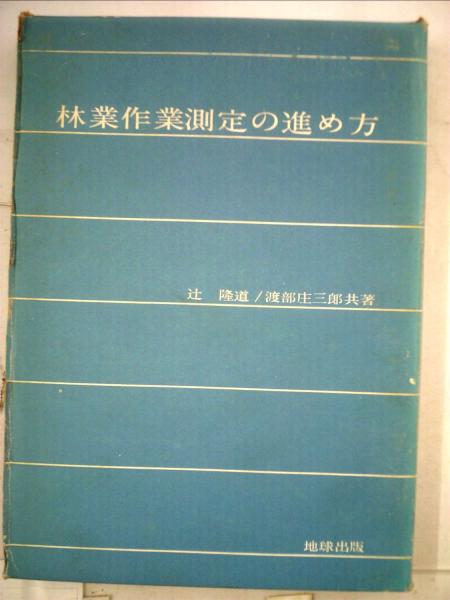 林業作業測定の進め方
辻 隆道/渡部庄三郎共著
地球出版